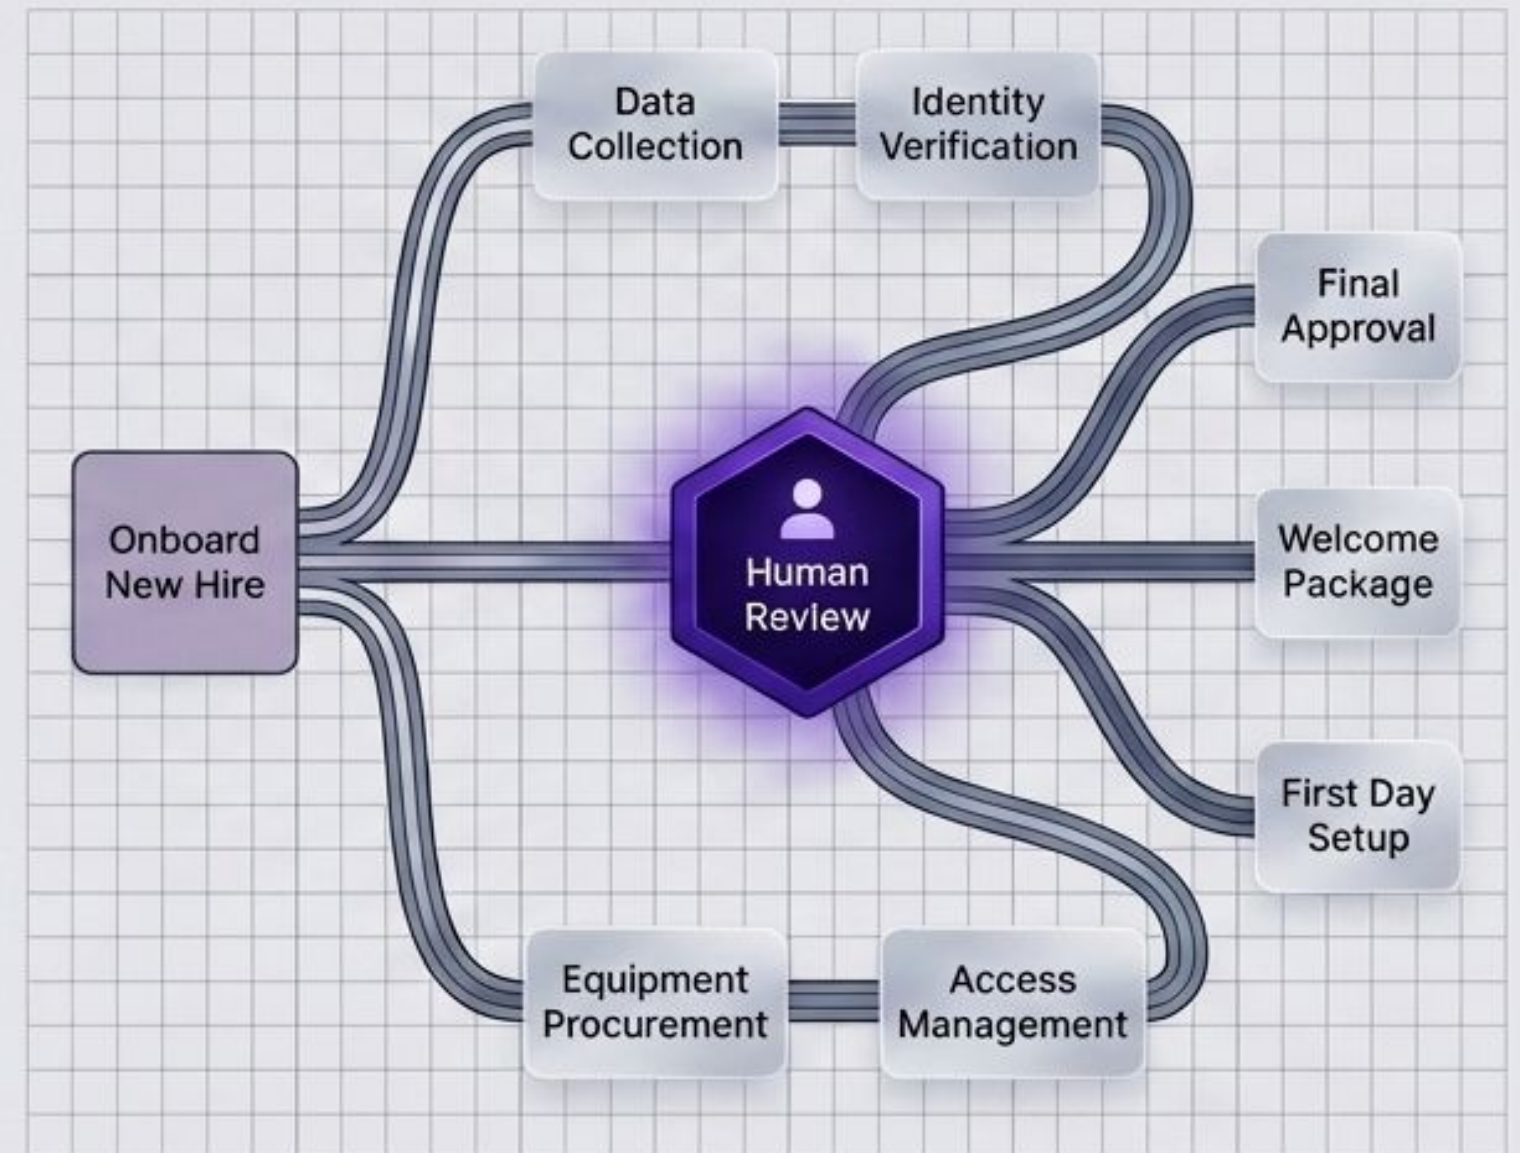 Data
Collection
Identity
Verification
Final
Approval
Onboard
New Hire
Human
Review
Welcome
Package
First Day
Setup
Equipment
Procurement
Access
Management